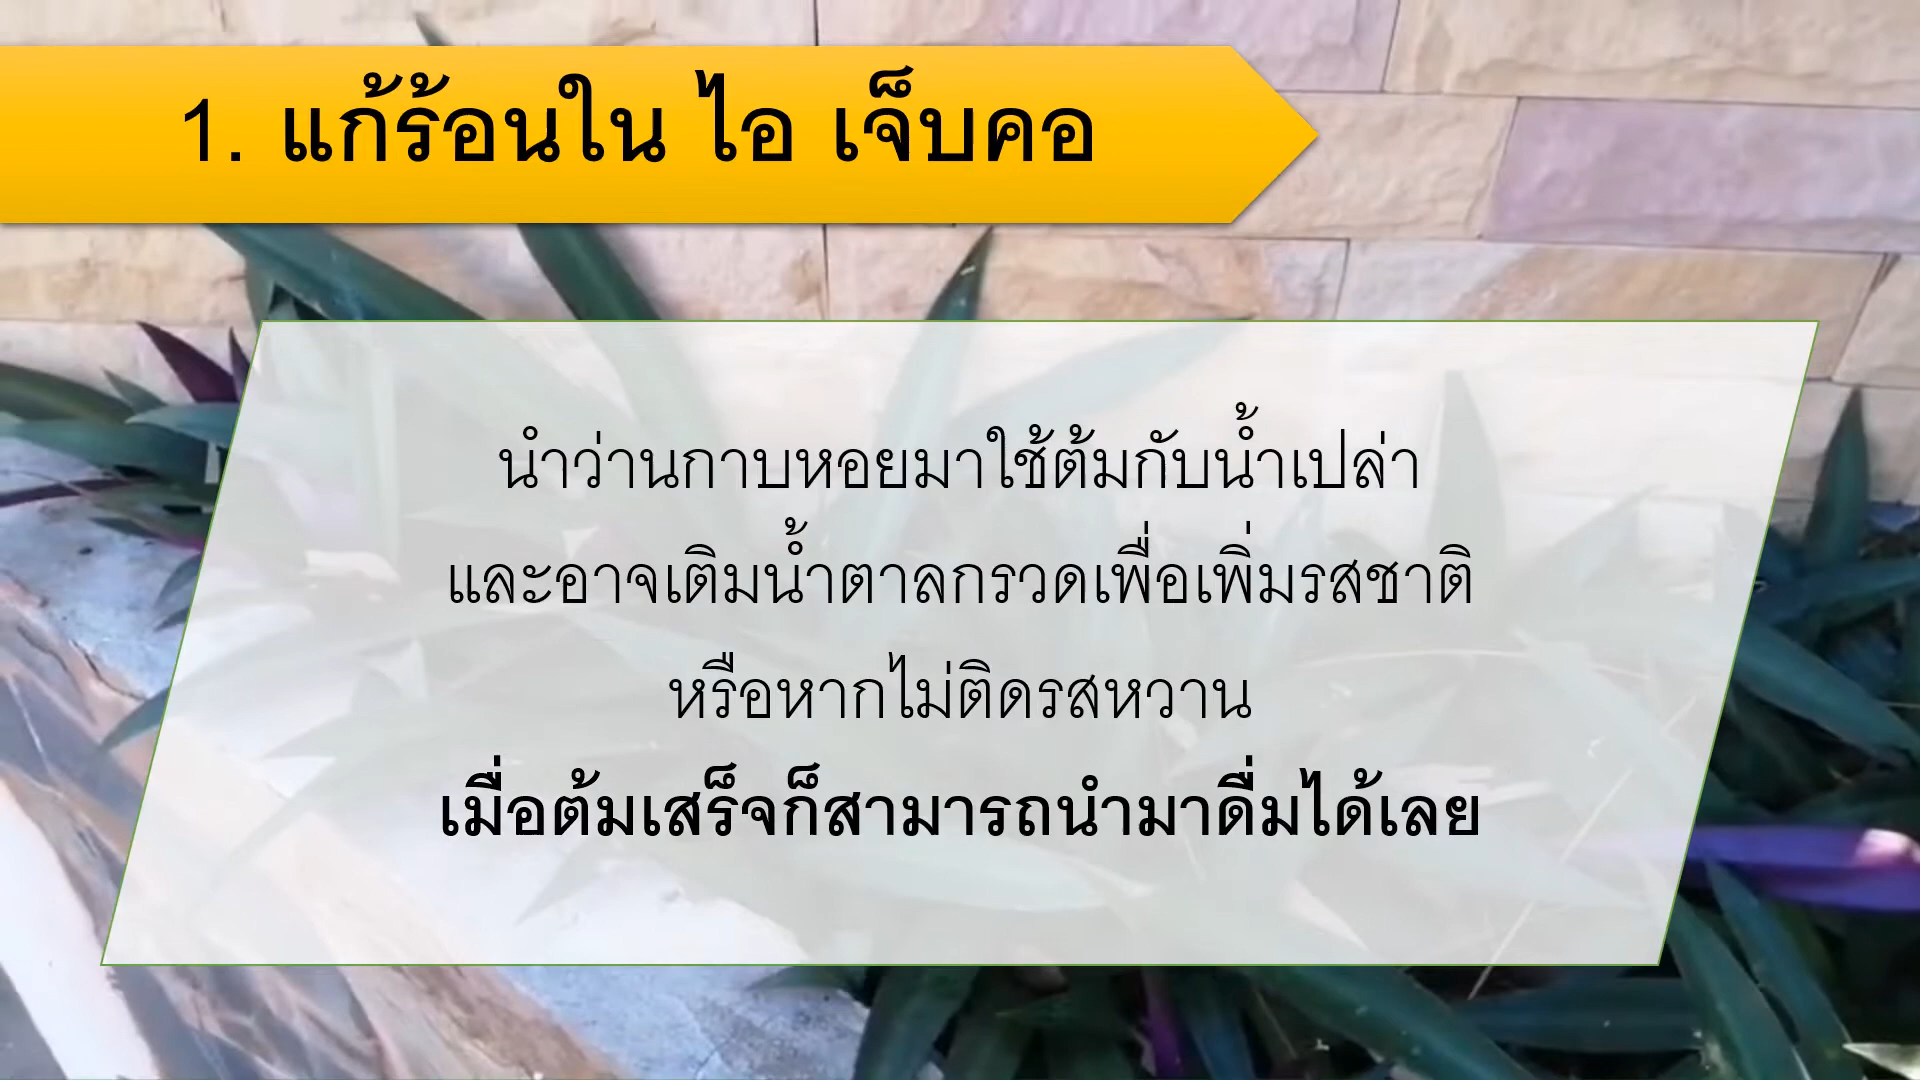 1. แก้ร้อนใน ไอ เจ็บคอ
นำว่านกาบหอยมาใช้ต้มกับน้ำเปล่า
และอาจเติมน้ำตาลกรวดเพื่อเพิ่มรสชาติ
หรือหากไม่ติดรสหวาน
เมื่อต้มเสร็จก็สามารถนำมาดื่มได้เลย